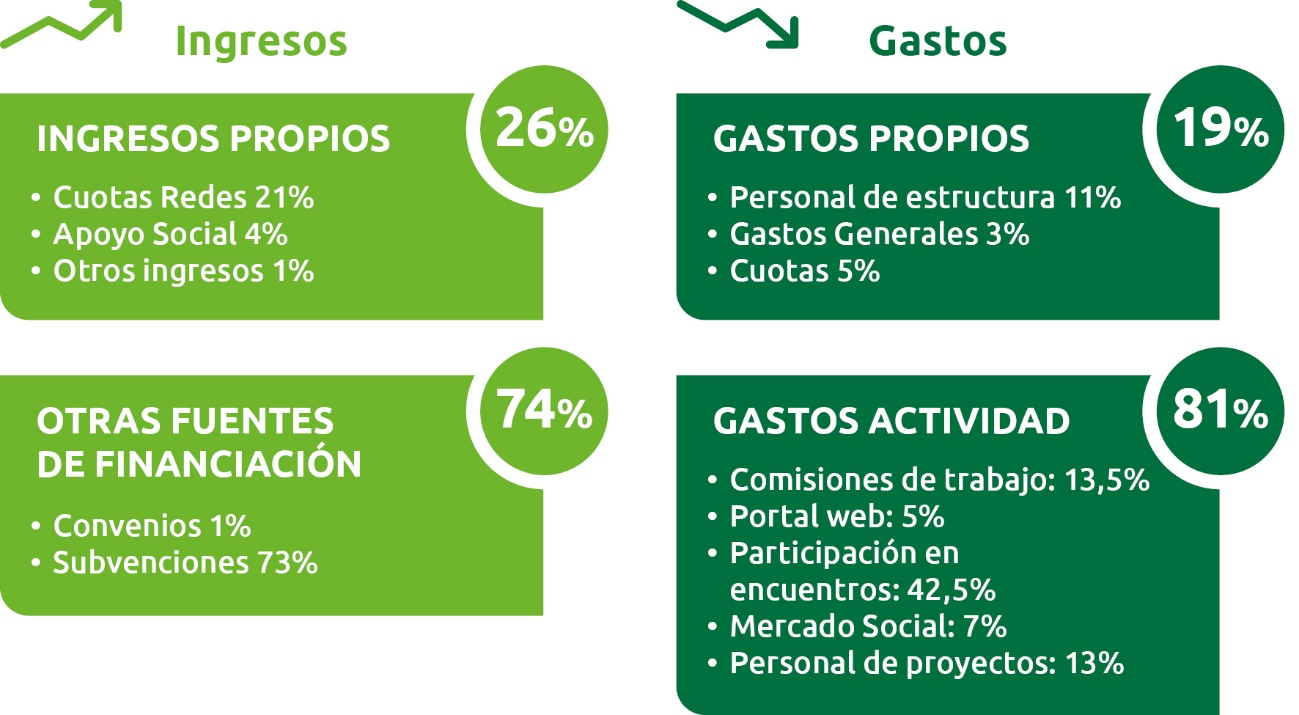 Ingresos
INGRESOS PROPIOS
26%
• Cuotas Redes 21%
• Apoyo Social 4%
• Otros ingresos 1%
OTRAS FUENTES
DE FINANCIACIÓN
74%
• Convenios 1%
• Subvenciones 73%
Gastos
GASTOS PROPIOS
19%
• Personal de estructura 11%
• Gastos Generales 3%
• Cuotas 5%
GASTOS ACTIVIDAD
81%
• Comisiones de trabajo: 13,5%
• Portal web: 5%
• Participación en
encuentros: 42,5%
• Mercado Social: 7%
• Personal de proyectos: 13%